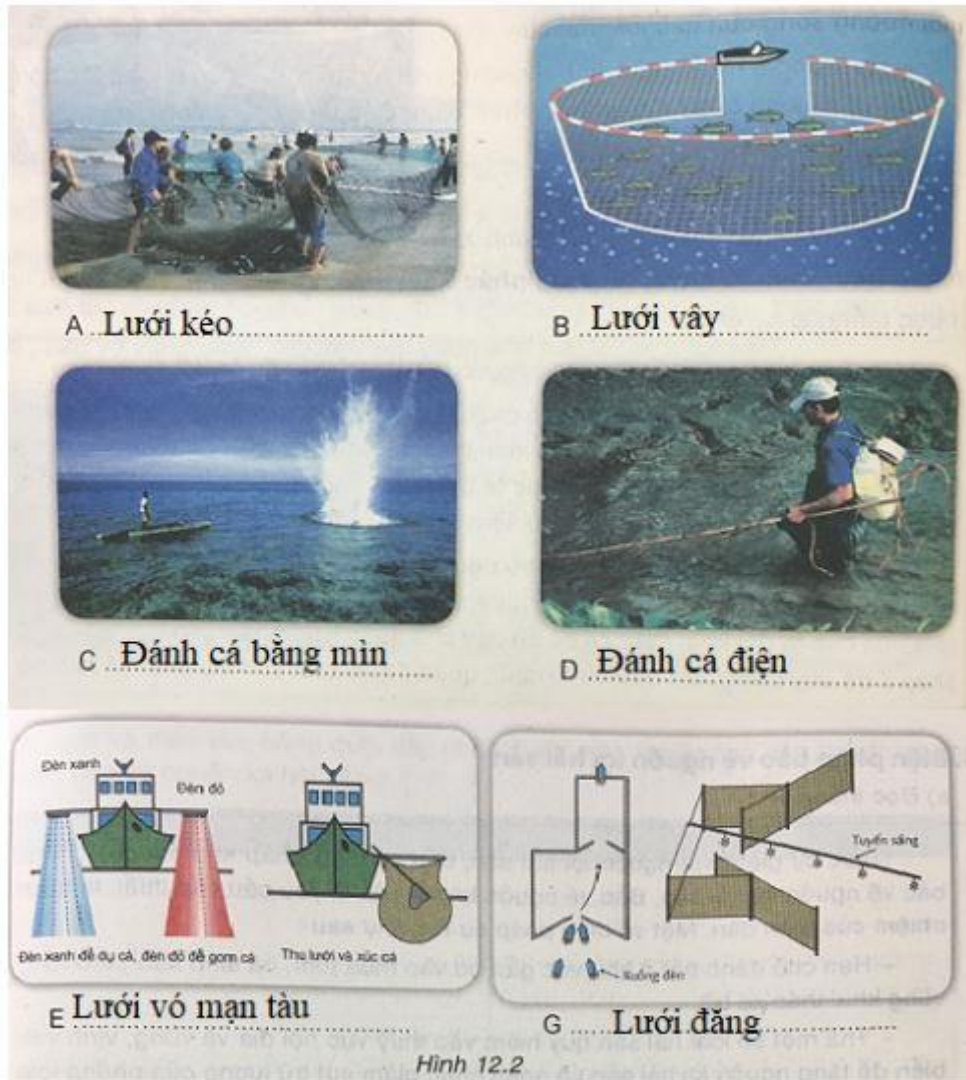 A Lưới kéo
B Lưới vây
C Đánh cá bằng mìn
D Đánh cá điện
Đèn xanh
Đèn đỏ
Đèn xanh để dụ cá, đèn đỏ để gom cá
Thu lưới và xúc cá
E Lưới vó mạn tàu
Tuyến sáng
Xuồng đèn
G Lưới đăng
Hình 12.2